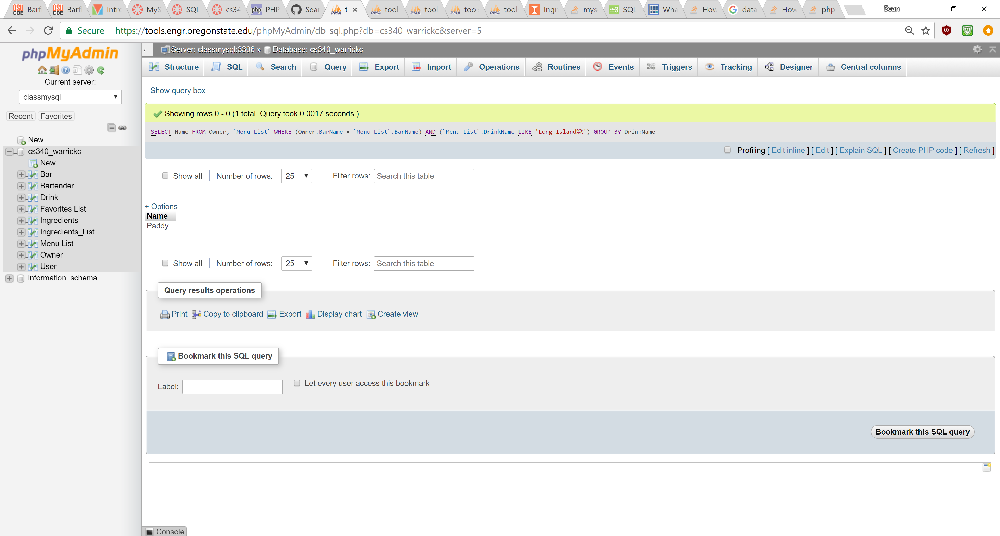 Barf
Barf
Intro
MyS
SQL
cs34
php PHP
Sear
PMA t
PMA tool
PMA tool
PMA tool
PMA tool
Ingr
mys
w3 SQL
Wha
How
data
How
php
Sean
Secure https://tools.engr.oregonstate.edu/phpMyAdmin/db_sql.php?db=cs340_warrickc&server=5
phpMyAdmin
Current server:
classmysql
Recent Favorites
New
cs340_warrickc
New
Bar
Bartender
Drink
Favorites List
Ingredients
Ingredients_List
Menu List
Owner
User
information_schema
Server: classmysql:3306 » Database: cs340_warrickc
Structure SQL Search Query Export Import Operations Routines Events Triggers Tracking Designer Central columns
Show query box
Showing rows 0 - 0 (1 total, Query took 0.0017 seconds.)
SELECT Name FROM Owner, `Menu List` WHERE (Owner.BarName = `Menu List`.BarName) AND (`Menu List`.DrinkName LIKE 'Long Island%%') GROUP BY DrinkName
Profiling [ Edit inline ] [ Edit ] [ Explain SQL ] [ Create PHP code ] [ Refresh ]
Show all Number of rows: 25 Filter rows: Search this table
+ Options
Name
Paddy
Show all Number of rows: 25 Filter rows: Search this table
Query results operations
Print Copy to clipboard Export Display chart Create view
Bookmark this SQL query
Label: Let every user access this bookmark
Bookmark this SQL query
Console